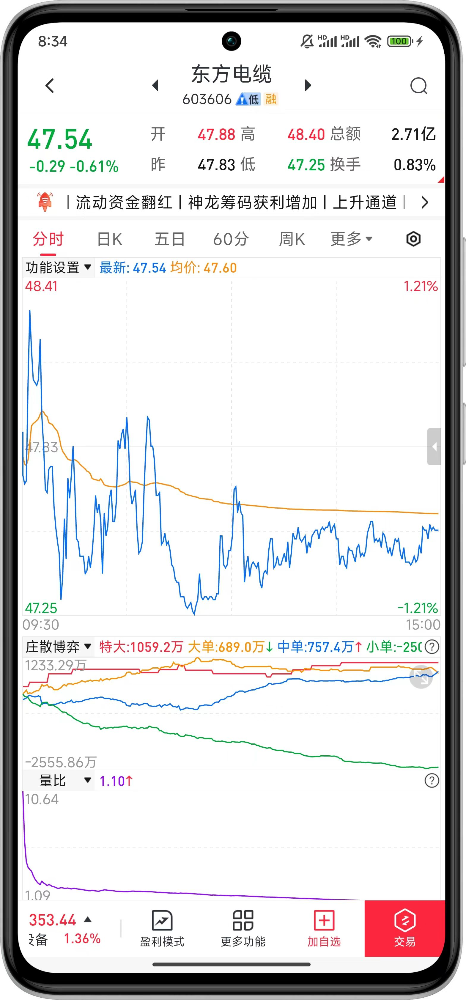 8:34 HD HD 100
东方电缆
603606 低 融
47.54 开 47.88 高 48.40 总额 2.71亿
-0.29 -0.61% 昨 47.83 低 47.25 换手 0.83%
流动资金翻红 | 神龙筹码获利增加 | 上升通道
分时 日K 五日 60分 周K 更多
功能设置 最新: 47.54 均价: 47.60
48.41 1.21%
47.83
47.25 -1.21%
09:30 15:00
庄散博弈 特大:1059.2万 大单:689.0万↓ 中单:757.4万↑ 小单:-250 ?
1233.29万
-2555.86万
量比 1.10↑ ?
10.64
1.09
353.44
设备 1.36%
盈利模式 更多功能 加自选 交易